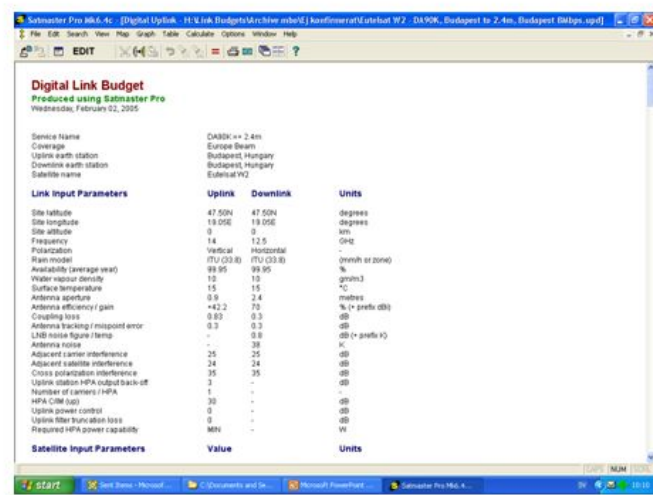 Satmaster Pro Mk6.4c - [Digital Uplink - H:\Link Budgets\Archive mbo\Ej konfirmerat\Eutelsat W2 - DA90K, Budapest to 2.4m, Budapest 8Mbps.upd]
File Edit Search View Map Graph Table Calculate Options Window Help
EDIT
Digital Link Budget
Produced using Satmaster Pro
Wednesday, February 02, 2005
Service Name DA90K => 2.4m
Coverage Europe Beam
Uplink earth station Budapest, Hungary
Downlink earth station Budapest, Hungary
Satellite name Eutelsat W2
Link Input Parameters Uplink Downlink Units
Site latitude 47.50N 47.50N degrees
Site longitude 19.05E 19.05E degrees
Site altitude 0 0 km
Frequency 14 12.5 GHz
Polarization Vertical Horizontal -
Rain model ITU (33.8) ITU (33.8) (mm/h or zone)
Availability (average year) 99.95 99.95 %
Water vapour density 10 10 gm/m3
Surface temperature 15 15 °C
Antenna aperture 0.9 2.4 metres
Antenna efficiency / gain +42.2 70 % (+ prefix dBi)
Coupling loss 0.83 0.3 dB
Antenna tracking / mispoint error 0.3 0.3 dB
LNB noise figure / temp - 0.8 dB (+ prefix K)
Antenna noise - 38 K
Adjacent carrier interference 25 25 dB
Adjacent satellite interference 24 24 dB
Cross polarization interference 35 35 dB
Uplink station HPA output back-off 3 - dB
Number of carriers / HPA 1 - -
HPA C/IM (up) 30 - dB
Uplink power control 0 - dB
Uplink filter truncation loss 0 - dB
Required HPA power capability MIN - W
Satellite Input Parameters Value Units
CAPS NUM SCRL
start Sent Items - Microsof... C:\Documents and Se... Microsoft PowerPoint ... Satmaster Pro Mk6.4... SV 10:10